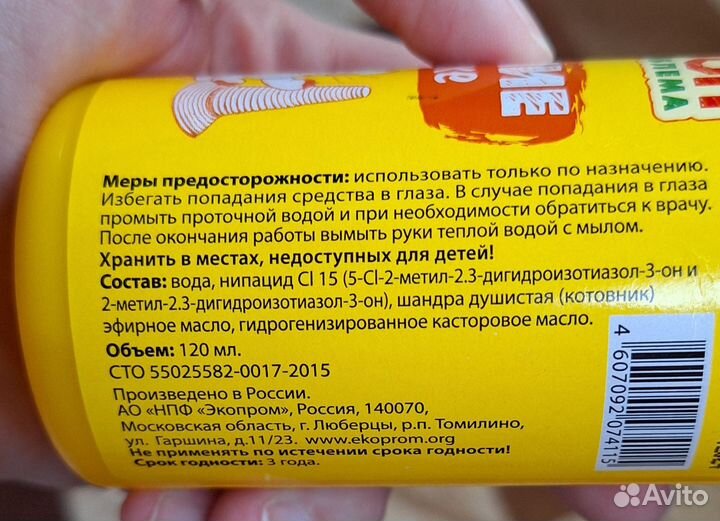 Меры предосторожности: использовать только по назначению.
Избегать попадания средства в глаза. В случае попадания в глаза
промыть проточной водой и при необходимости обратиться к врачу.
После окончания работы вымыть руки теплой водой с мылом.
Хранить в местах, недоступных для детей!
Состав: вода, нипацид Cl 15 (5-Cl-2-метил-2.3-дигидроизотиазол-3-он и
2-метил-2.3-дигидроизотиазол-3-он), шандра душистая (котовник)
эфирное масло, гидрогенизированное касторовое масло.
Объем: 120 мл.
СТО 55025582-0017-2015
Произведено в России.
АО «НПФ «Экопром», Россия, 140070,
Московская область, г. Люберцы, р.п. Томилино,
ул. Гаршина, д.11/23. www.ekoprom.org
Не применять по истечении срока годности!
Срок годности: 3 года.
4 607092 074115
Avito